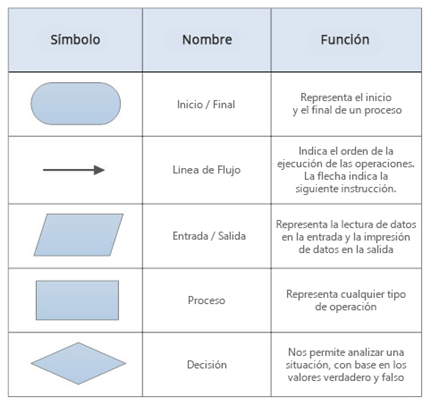 Símbolo
Nombre
Función
Inicio / Final
Representa el inicio
y el final de un proceso
Linea de Flujo
Indica el orden de la
ejecución de las operaciones.
La flecha indica la
siguiente instrucción.
Entrada / Salida
Representa la lectura de datos
en la entrada y la impresión
de datos en la salida
Proceso
Representa cualquier tipo
de operación
Decisión
Nos permite analizar una
situación, con base en los
valores verdadero y falso